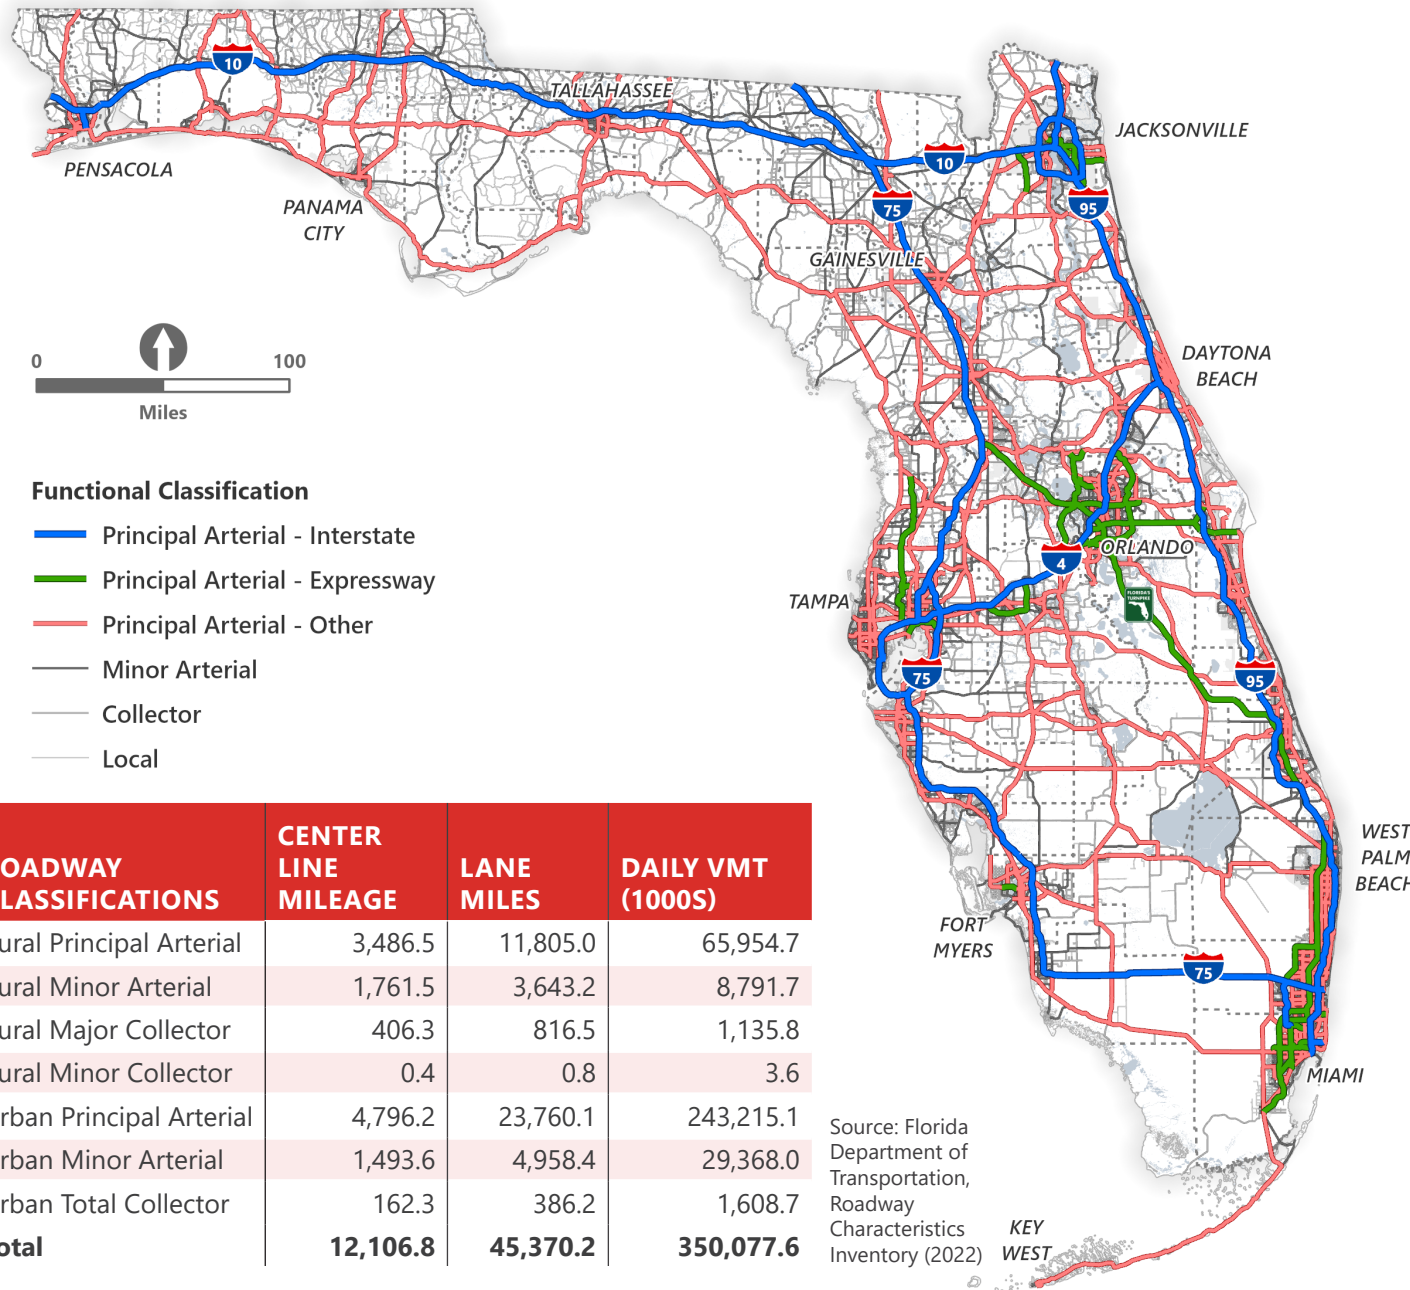 10
TALLAHASSEE
JACKSONVILLE
PENSACOLA
10
75
95
PANAMA
CITY
GAINESVILLE
0 100
Miles
DAYTONA
BEACH
Functional Classification
Principal Arterial - Interstate
Principal Arterial - Expressway
Principal Arterial - Other
Minor Arterial
Collector
Local
ORLANDO
4
TAMPA
FLORIDA'S
TURNPIKE
75
95
WEST
PALM
BEACH
FORT
MYERS
75
MIAMI
KEY
WEST
OADWAY
LASSIFICATIONS
CENTER
LINE
MILEAGE
LANE
MILES
DAILY VMT
(1000S)
ural Principal Arterial 3,486.5 11,805.0 65,954.7
ural Minor Arterial 1,761.5 3,643.2 8,791.7
ural Major Collector 406.3 816.5 1,135.8
ural Minor Collector 0.4 0.8 3.6
rban Principal Arterial 4,796.2 23,760.1 243,215.1
rban Minor Arterial 1,493.6 4,958.4 29,368.0
rban Total Collector 162.3 386.2 1,608.7
otal 12,106.8 45,370.2 350,077.6
Source: Florida
Department of
Transportation,
Roadway
Characteristics
Inventory (2022)